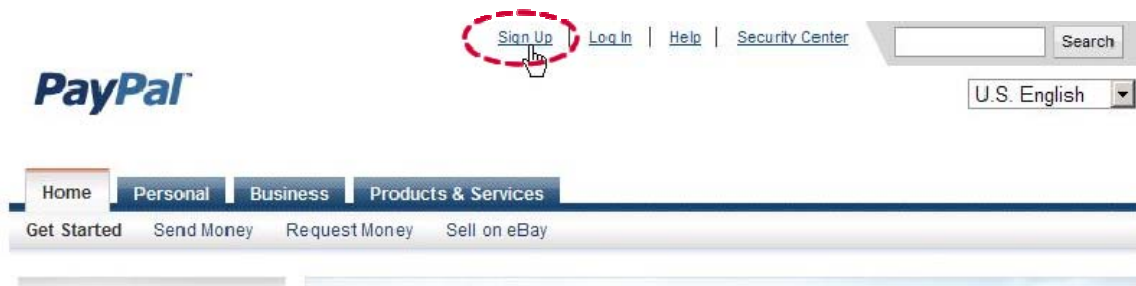 Sign Up | Log In | Help | Security Center
Search
PayPal
U.S. English
Home Personal Business Products & Services
Get Started Send Money Request Money Sell on eBay